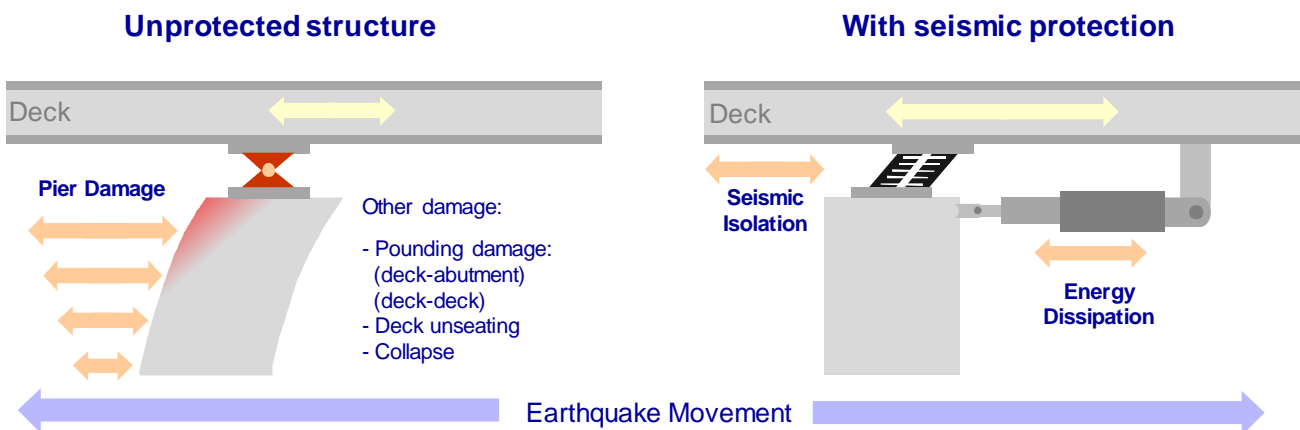 Unprotected structure
Deck
Pier Damage
Other damage:
- Pounding damage:
(deck-abutment)
(deck-deck)
- Deck unseating
- Collapse
With seismic protection
Deck
Seismic
Isolation
Energy
Dissipation
Earthquake Movement